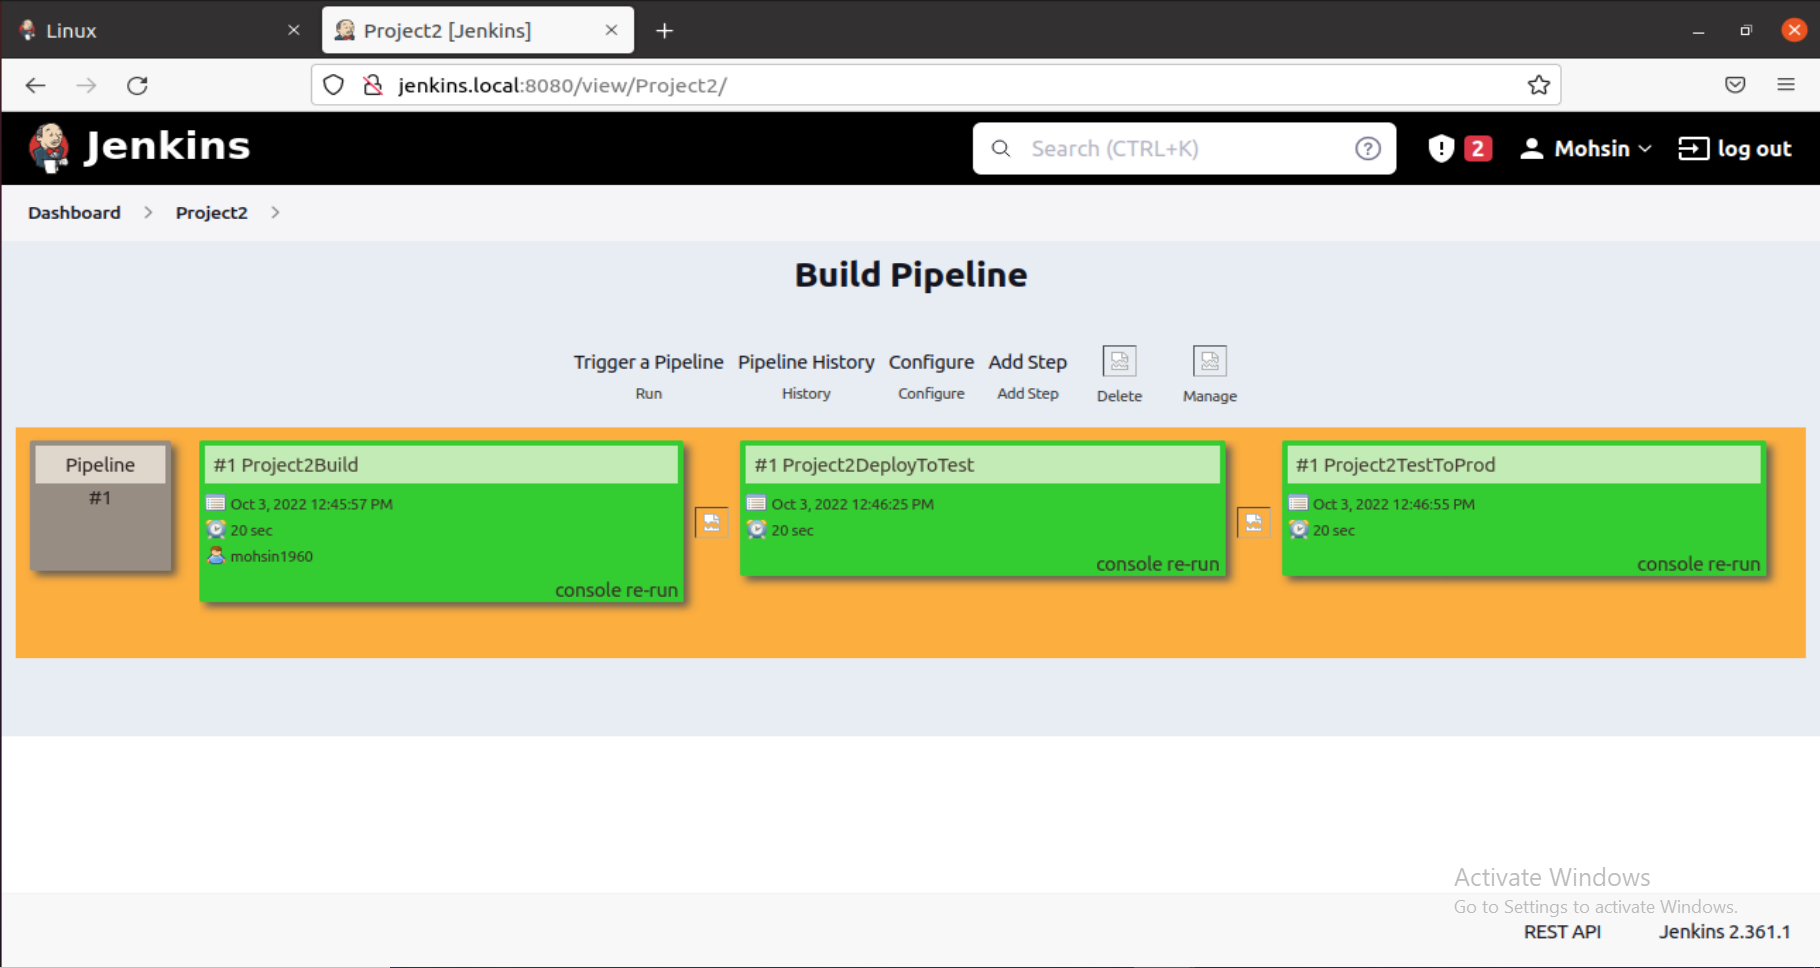 Linux
Project2 [Jenkins]
jenkins.local:8080/view/Project2/
Jenkins
Search (CTRL+K)
2
Mohsin
log out
Dashboard > Project2 >
Build Pipeline
Trigger a Pipeline Pipeline History Configure Add Step
Run History Configure Add Step Delete Manage
Pipeline
#1
#1 Project2Build
Oct 3, 2022 12:45:57 PM
20 sec
mohsin1960
console re-run
#1 Project2DeployToTest
Oct 3, 2022 12:46:25 PM
20 sec
console re-run
#1 Project2TestToProd
Oct 3, 2022 12:46:55 PM
20 sec
console re-run
Activate Windows
Go to Settings to activate Windows.
REST API
Jenkins 2.361.1